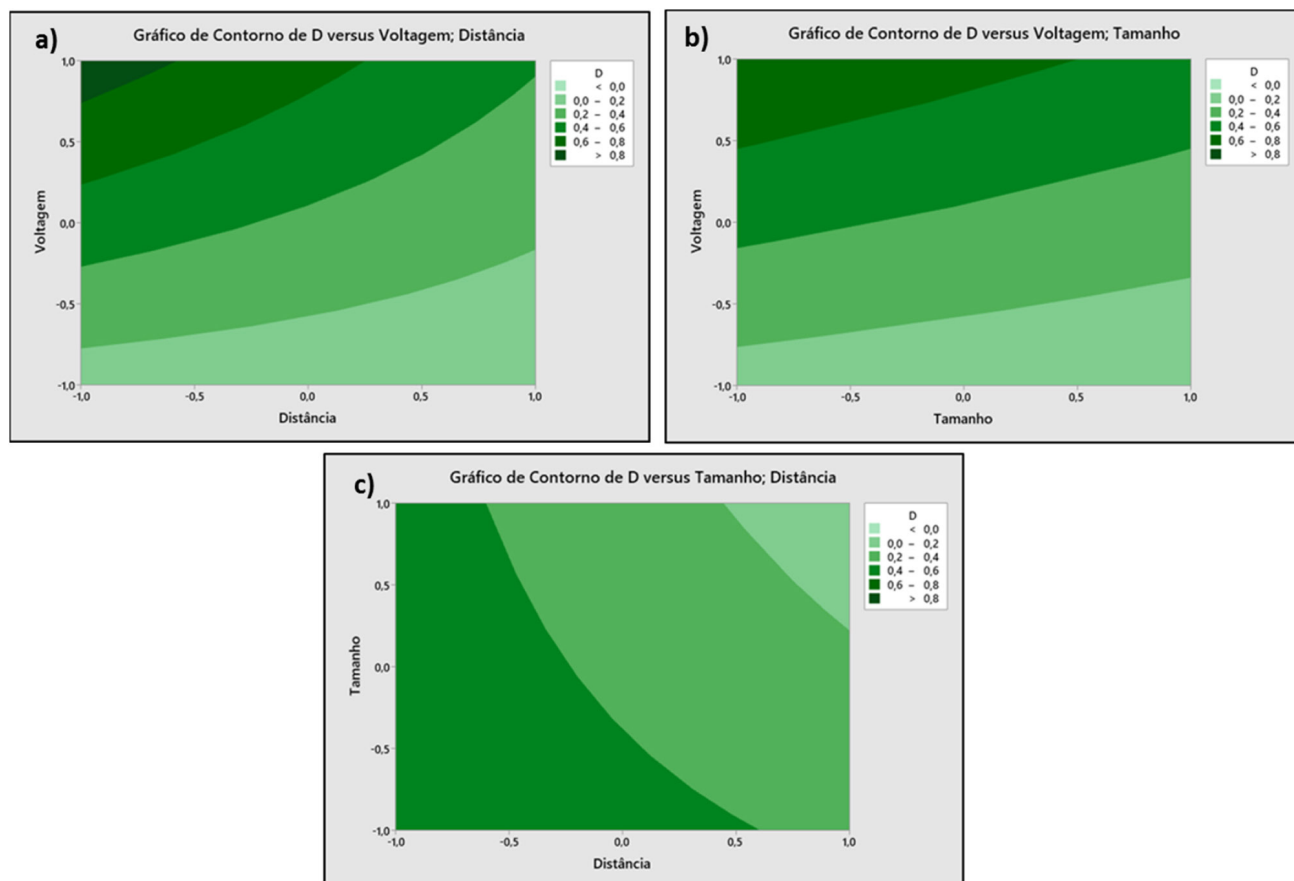 a)
Gráfico de Contorno de D versus Voltagem; Distância
1,0
0,5
0,0
-0,5
-1,0
Voltagem
-1,0 -0,5 0,0 0,5 1,0
Distância
D
< 0,0
0,0 – 0,2
0,2 – 0,4
0,4 – 0,6
0,6 – 0,8
> 0,8
b)
Gráfico de Contorno de D versus Voltagem; Tamanho
1,0
0,5
0,0
-0,5
-1,0
Voltagem
-1,0 -0,5 0,0 0,5 1,0
Tamanho
D
< 0,0
0,0 – 0,2
0,2 – 0,4
0,4 – 0,6
0,6 – 0,8
> 0,8
c)
Gráfico de Contorno de D versus Tamanho; Distância
1,0
0,5
0,0
-0,5
-1,0
Tamanho
-1,0 -0,5 0,0 0,5 1,0
Distância
D
< 0,0
0,0 – 0,2
0,2 – 0,4
0,4 – 0,6
0,6 – 0,8
> 0,8